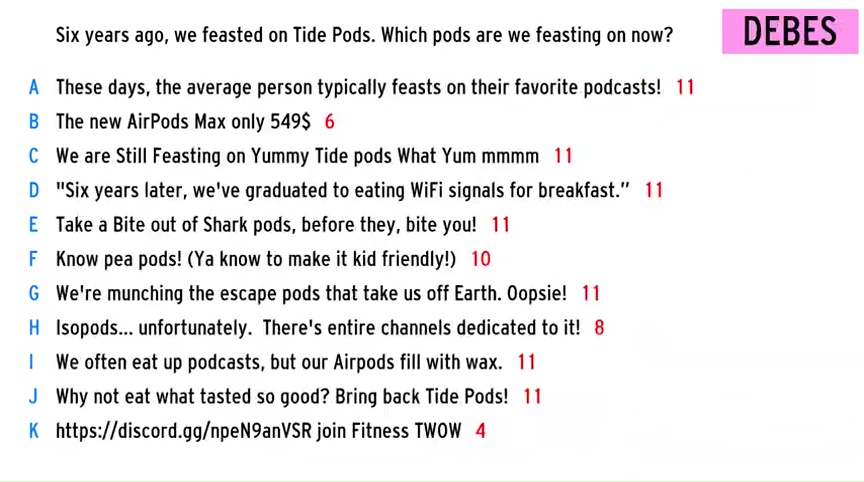 Six years ago, we feasted on Tide Pods. Which pods are we feasting on now?
DEBES
A These days, the average person typically feasts on their favorite podcasts! 11
B The new AirPods Max only 549$ 6
C We are Still Feasting on Yummy Tide pods What Yum mmmm 11
D "Six years later, we've graduated to eating WiFi signals for breakfast.” 11
E Take a Bite out of Shark pods, before they, bite you! 11
F Know pea pods! (Ya know to make it kid friendly!) 10
G We're munching the escape pods that take us off Earth. Oopsie! 11
H Isopods... unfortunately. There's entire channels dedicated to it! 8
I We often eat up podcasts, but our Airpods fill with wax. 11
J Why not eat what tasted so good? Bring back Tide Pods! 11
K https://discord.gg/npeN9anVSR join Fitness TWOW 4